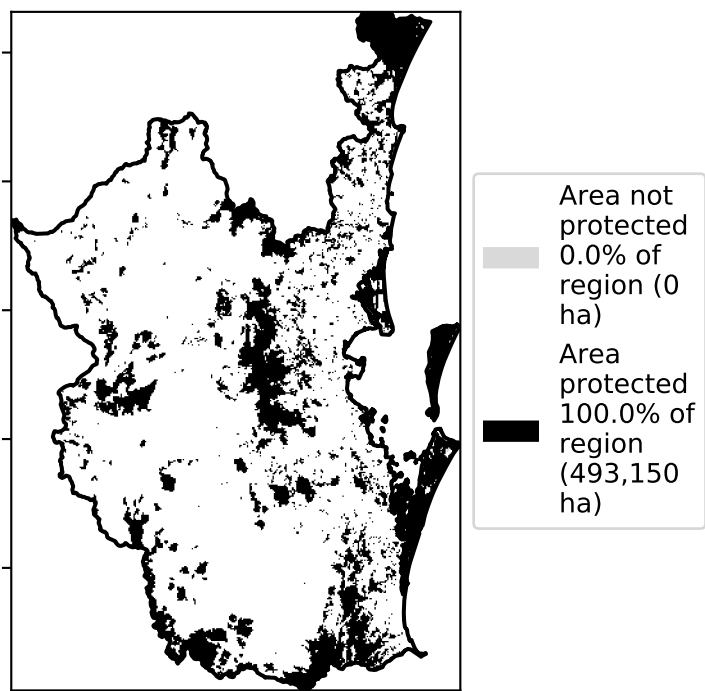 Area not
protected
0.0% of
region (0
ha)
Area
protected
100.0% of
region
(493,150
ha)